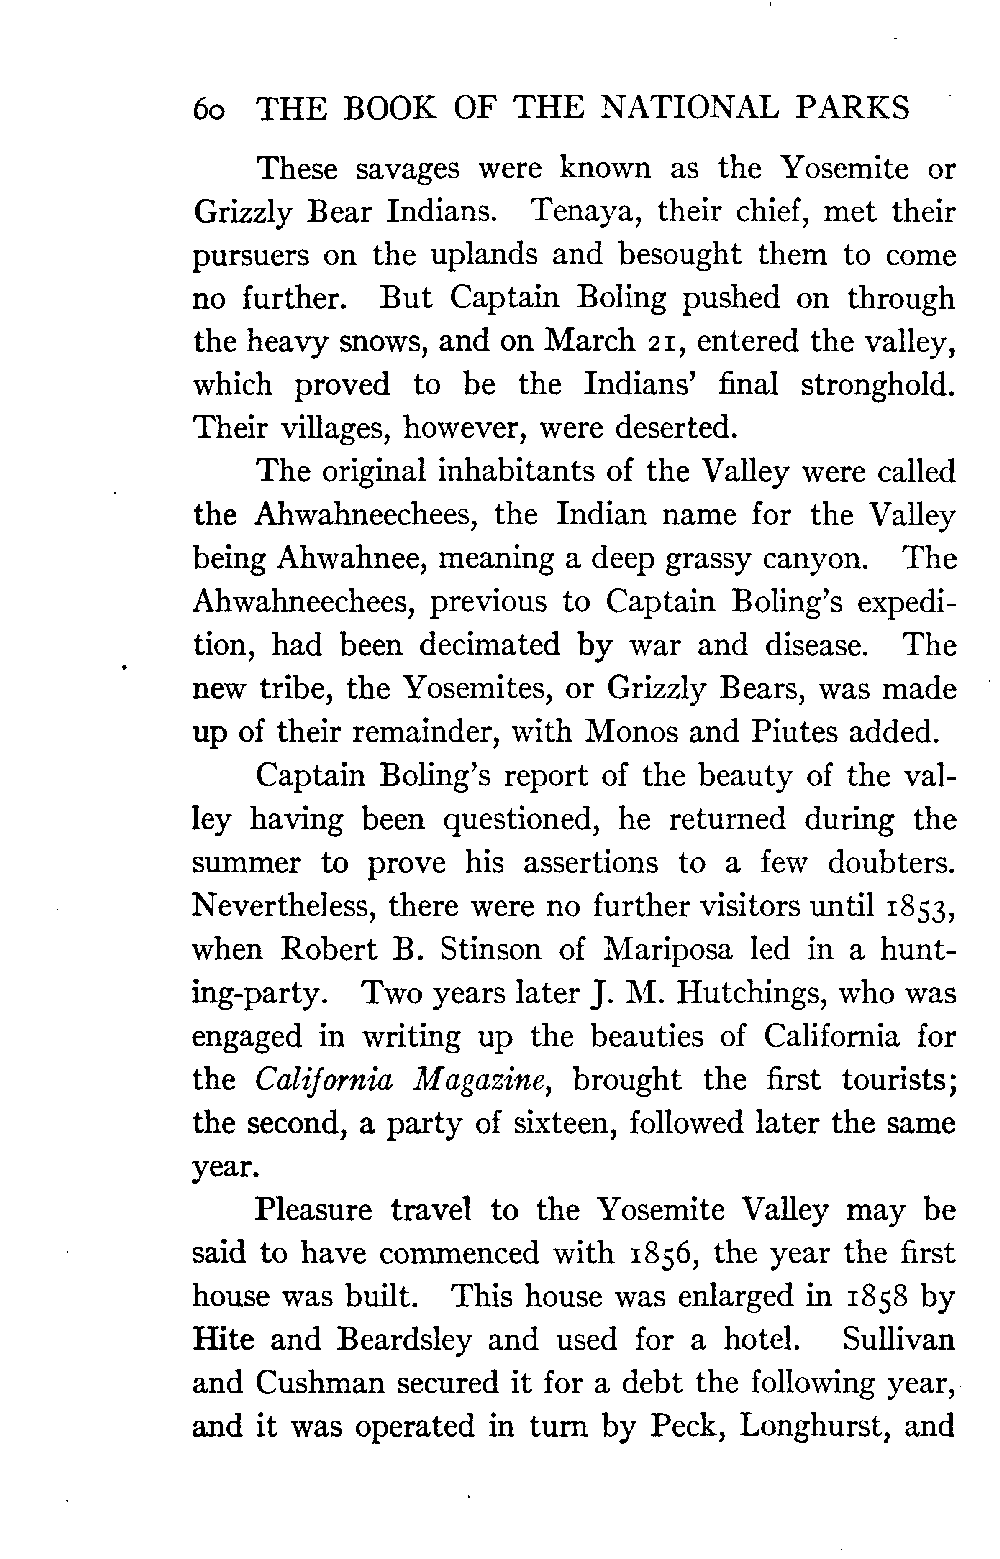 60 THE BOOK OF THE NATIONAL PARKS
These savages were known as the Yosemite or
Grizzly Bear Indians. Tenaya, their chief, met their
pursuers on the uplands and besought them to come
no further. But Captain Boling pushed on through
the heavy snows, and on March 21, entered the valley,
which proved to be the Indians' final stronghold.
Their villages, however, were deserted.
The original inhabitants of the Valley were called
the Ahwahneechees, the Indian name for the Valley
being Ahwahnee, meaning a deep grassy canyon. The
Ahwahneechees, previous to Captain Boling's expedi-
tion, had been decimated by war and disease. The
new tribe, the Yosemites, or Grizzly Bears, was made
up of their remainder, with Monos and Piutes added.
Captain Boling's report of the beauty of the val-
ley having been questioned, he returned during the
summer to prove his assertions to a few doubters.
Nevertheless, there were no further visitors until 1853,
when Robert B. Stinson of Mariposa led in a hunt-
ing-party. Two years later J. M. Hutchings, who was
engaged in writing up the beauties of California for
the California Magazine, brought the first tourists;
the second, a party of sixteen, followed later the same
year.
Pleasure travel to the Yosemite Valley may be
said to have commenced with 1856, the year the first
house was built. This house was enlarged in 1858 by
Hite and Beardsley and used for a hotel. Sullivan
and Cushman secured it for a debt the following year,
and it was operated in turn by Peck, Longhurst, and